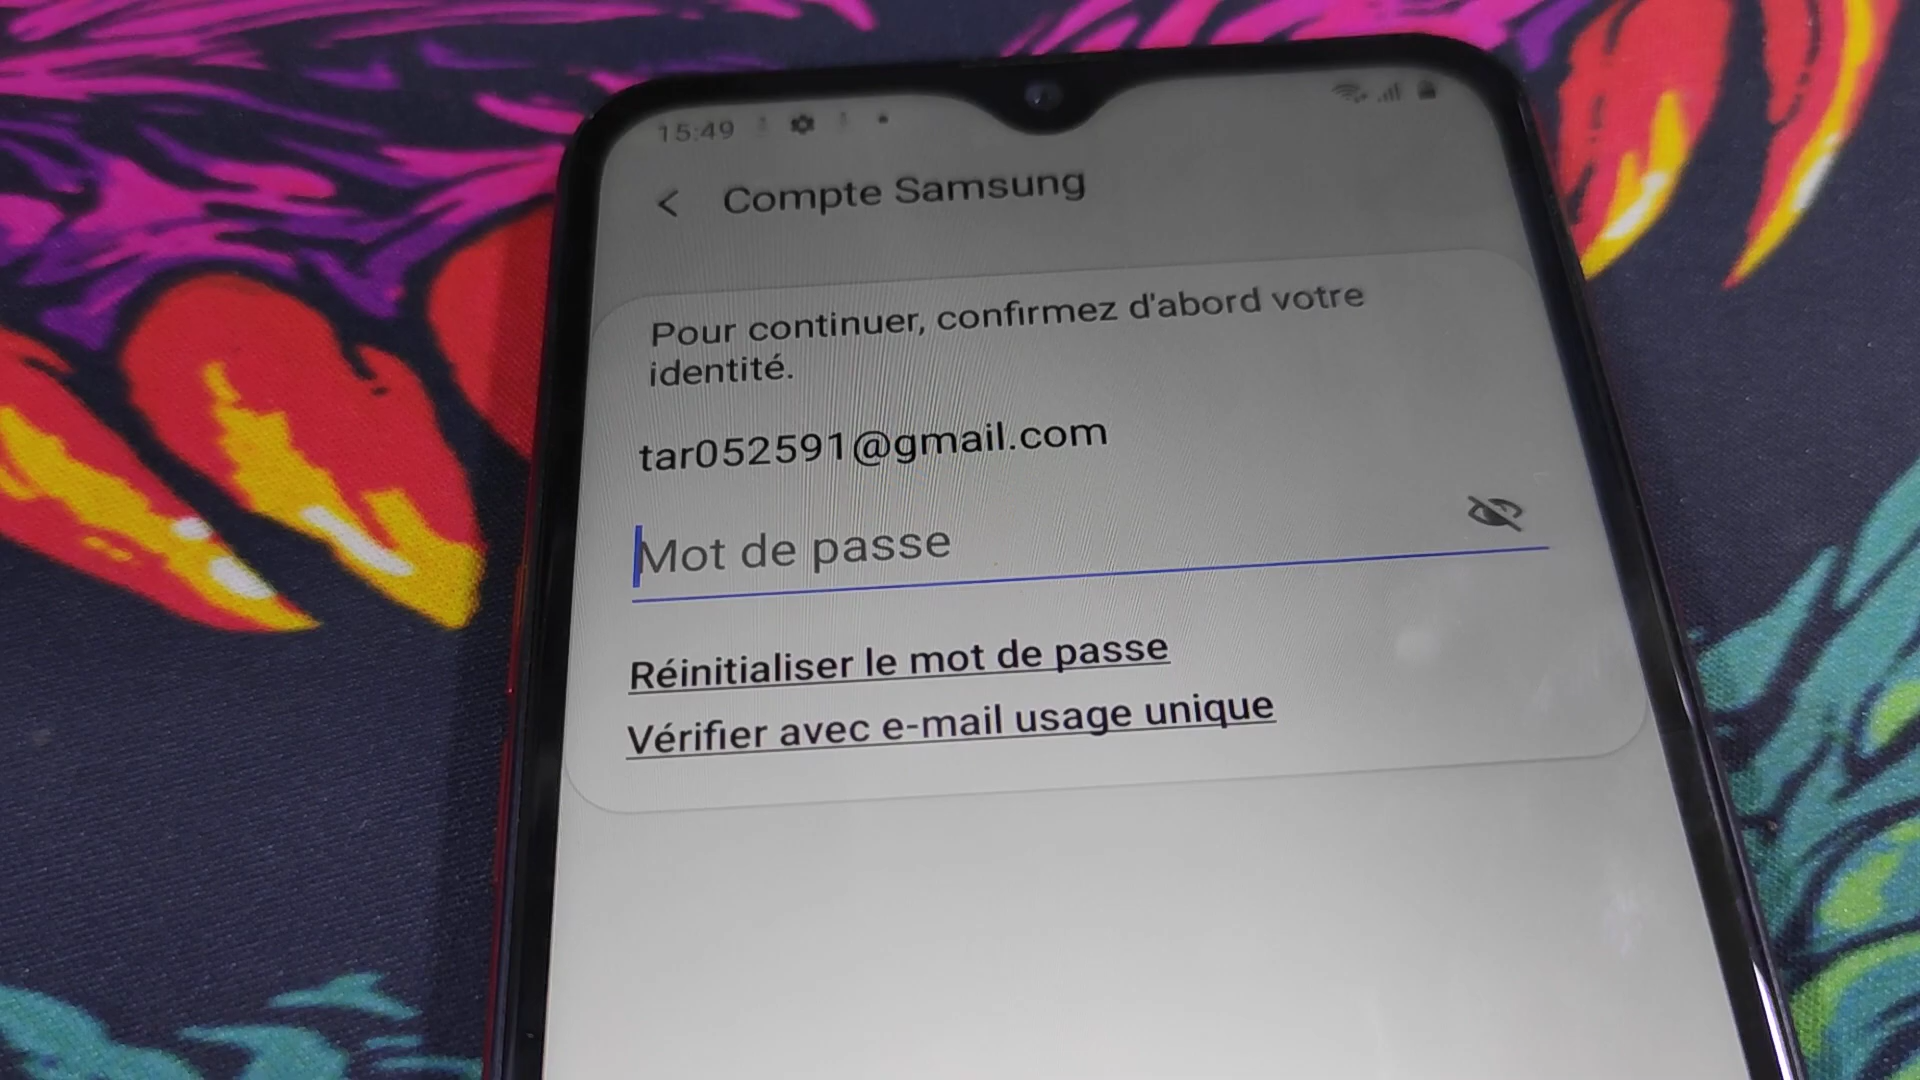 15:49
< Compte Samsung
Pour continuer, confirmez d'abord votre
identité.
tar052591@gmail.com
Mot de passe
Réinitialiser le mot de passe
Vérifier avec e-mail usage unique